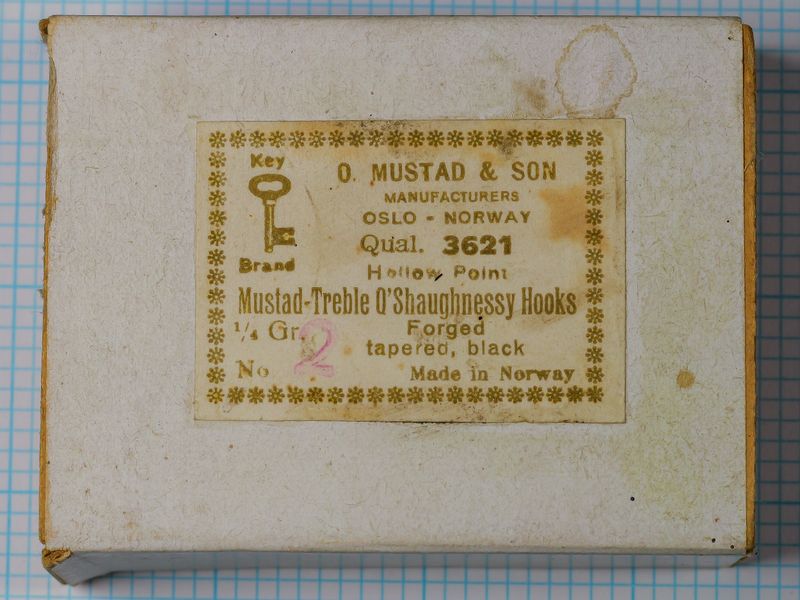 Key
Brand
O. MUSTAD & SON
MANUFACTURERS
OSLO - NORWAY
Qual. 3621
Hollow Point
Mustad-Treble O'Shaughnessy Hooks
1/4 Gr.
Forged
tapered, black
No 2
Made in Norway